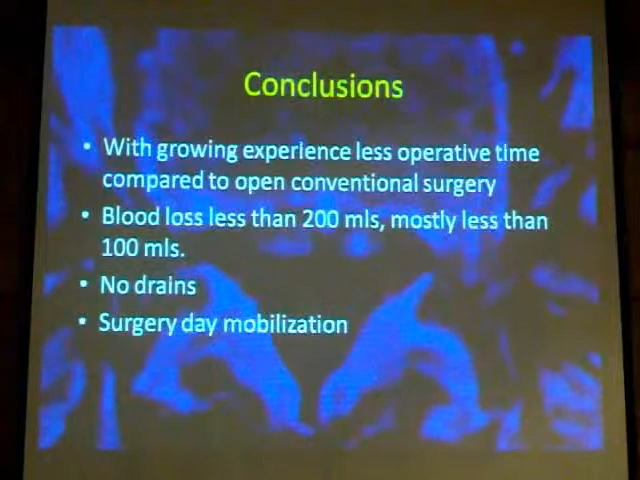 Conclusions
• With growing experience less operative time
compared to open conventional surgery
• Blood loss less than 200 mls, mostly less than
100 mls.
• No drains
• Surgery day mobilization